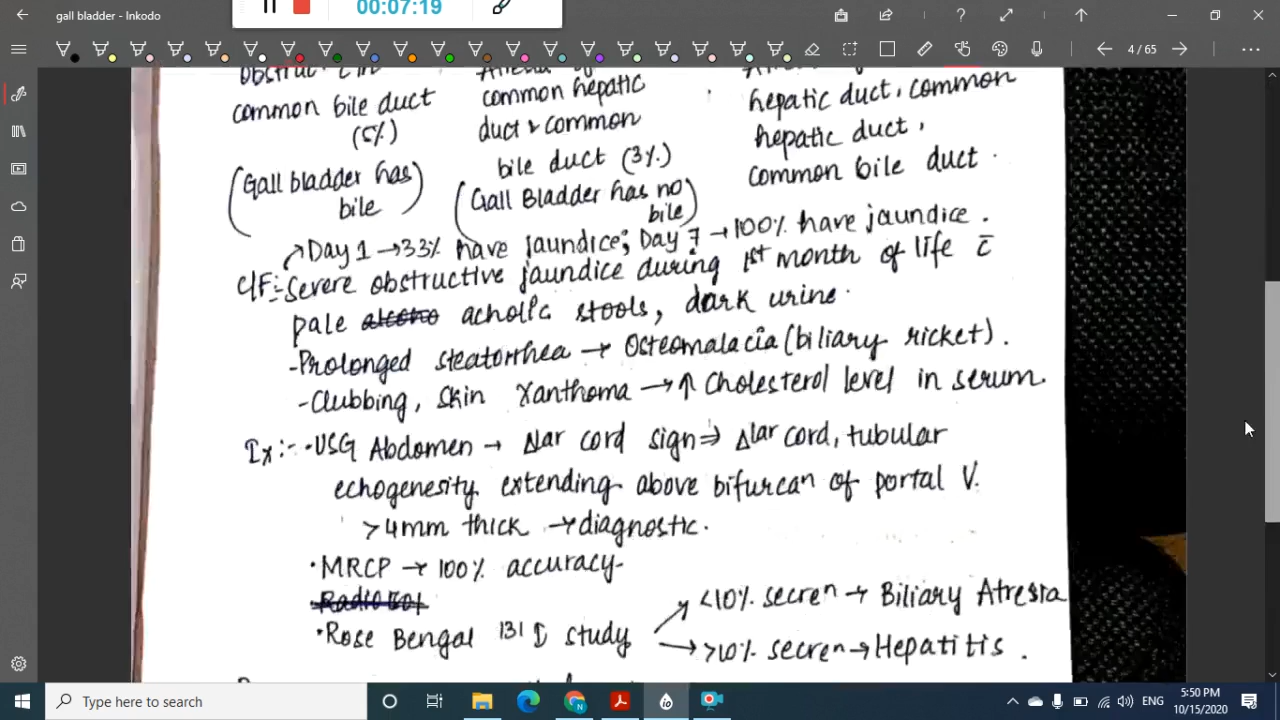 gall bladder - Inkodo
00:07:19
4 / 65
common bile duct
(5%)
(Gall bladder has
bile)
common hepatic
duct & common
bile duct (3%)
(Gall Bladder has no
bile)
hepatic duct, common
hepatic duct,
common bile duct.
Day 1 → 33% have jaundice; Day 7 → 100% have jaundice.
C/F:- Severe obstructive jaundice during 1st month of life c̄
pale acholic stools, dark urine.
- Prolonged steatorrhea → Osteomalacia (biliary ricket).
- Clubbing, skin Xanthoma → ↑ Cholesterol level in serum.
Ix:- • USG Abdomen → Δlar cord sign ⇒ Δlar cord, tubular
echogenesity extending above bifurcan of portal V.
>4mm thick → diagnostic.
• MRCP → 100% accuracy
• Rose Bengal 131 I study
<10% secren → Biliary Atresia
>10% secren → Hepatitis.
Type here to search
ENG
5:50 PM
10/15/2020